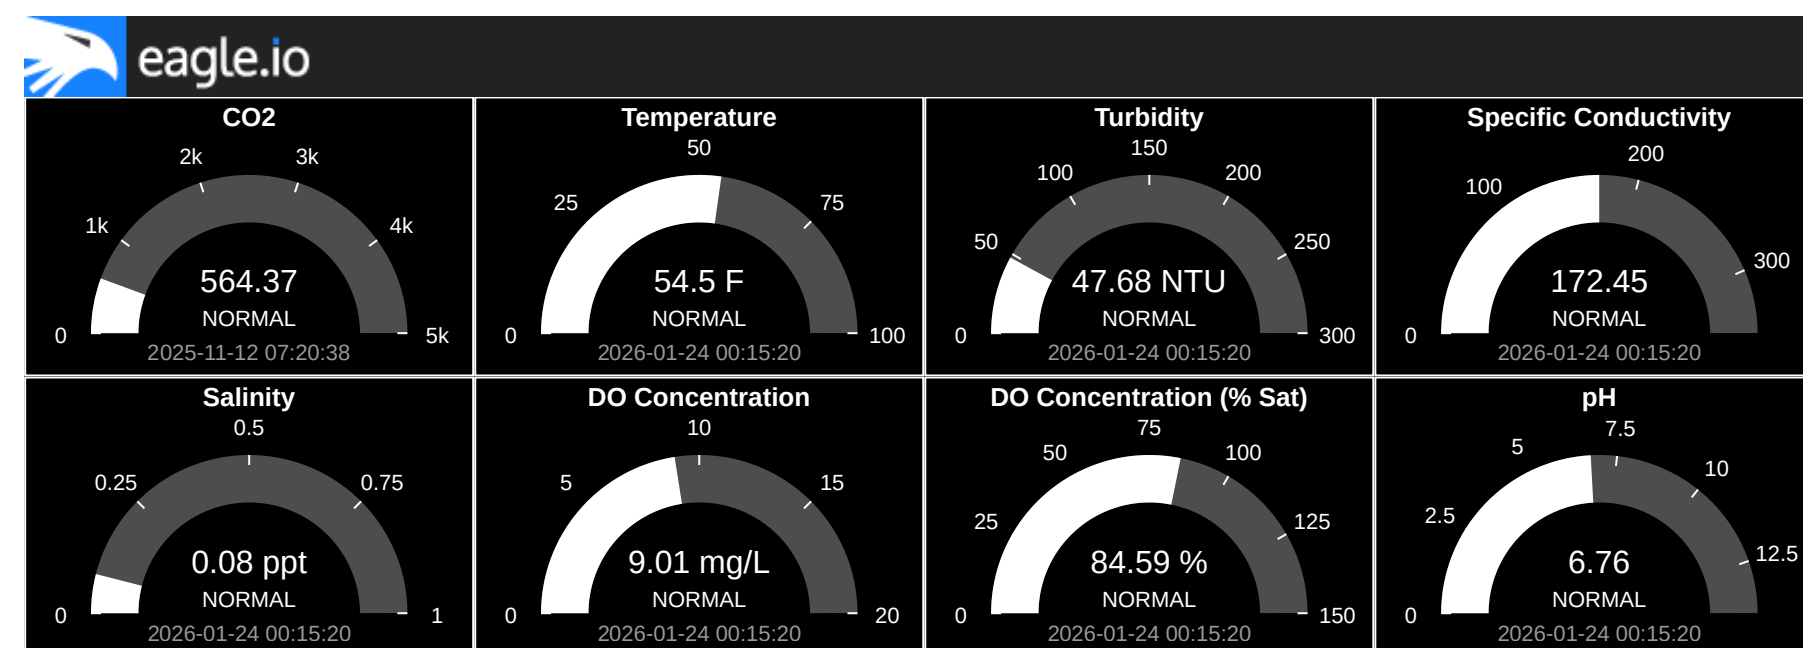 eagle.io
CO2
0
1k
2k
3k
4k
5k
564.37
NORMAL
2025-11-12 07:20:38
Temperature
0
25
50
75
100
54.5 F
NORMAL
2026-01-24 00:15:20
Turbidity
0
50
100
150
200
250
300
47.68 NTU
NORMAL
2026-01-24 00:15:20
Specific Conductivity
0
100
200
300
172.45
NORMAL
2026-01-24 00:15:20
Salinity
0
0.25
0.5
0.75
1
0.08 ppt
NORMAL
2026-01-24 00:15:20
DO Concentration
0
5
10
15
20
9.01 mg/L
NORMAL
2026-01-24 00:15:20
DO Concentration (% Sat)
0
25
50
75
100
125
150
84.59 %
NORMAL
2026-01-24 00:15:20
pH
0
2.5
5
7.5
10
12.5
6.76
NORMAL
2026-01-24 00:15:20